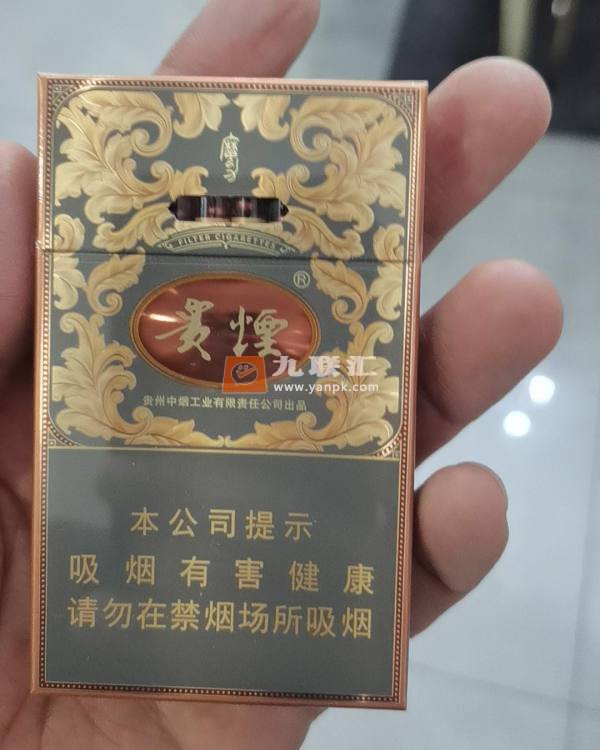 FILTER CIGARETTES
®
贵烟
九联汇
www.yanpk.com
贵州中烟工业有限责任公司出品
本公司提示
吸烟有害健康
请勿在禁烟场所吸烟